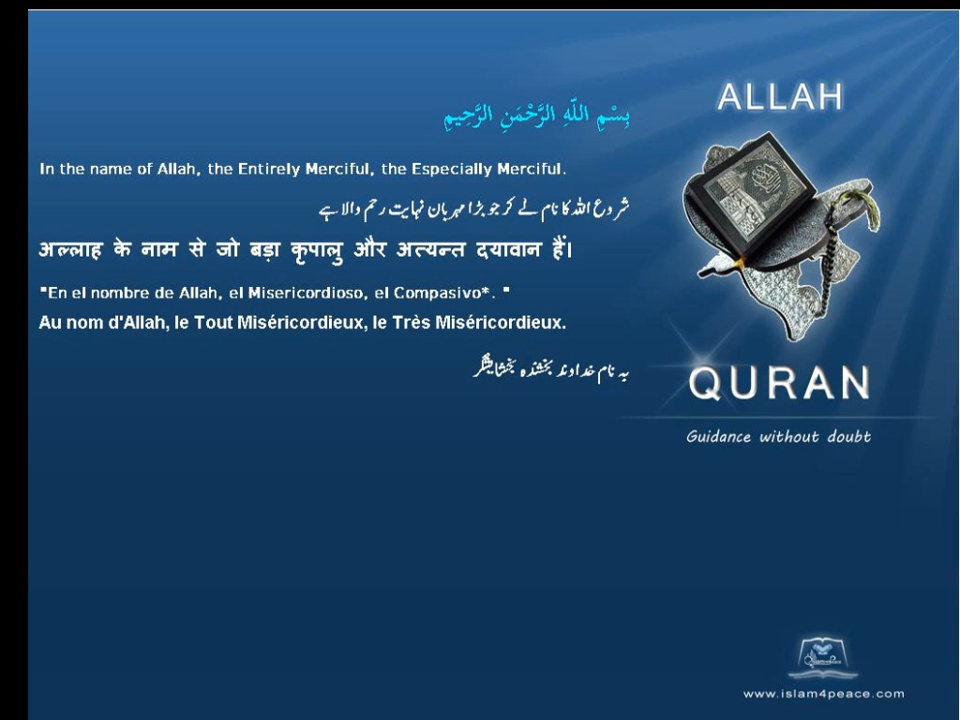 بِسْمِ اللّهِ الرَّحْمَنِ الرَّحِيمِ
In the name of Allah, the Entirely Merciful, the Especially Merciful.
شروع الله کا نام لے کر جو بڑا مہربان نہایت رحم والا ہے
अल्लाह के नाम से जो बड़ा कृपालु और अत्यन्त दयावान हैं।
"En el nombre de Allah, el Misericordioso, el Compasivo*. "
Au nom d'Allah, le Tout Miséricordieux, le Très Miséricordieux.
به نام خداوند بخشنده بخشایشگر
ALLAH
QURAN
Guidance without doubt
www.islam4peace.com